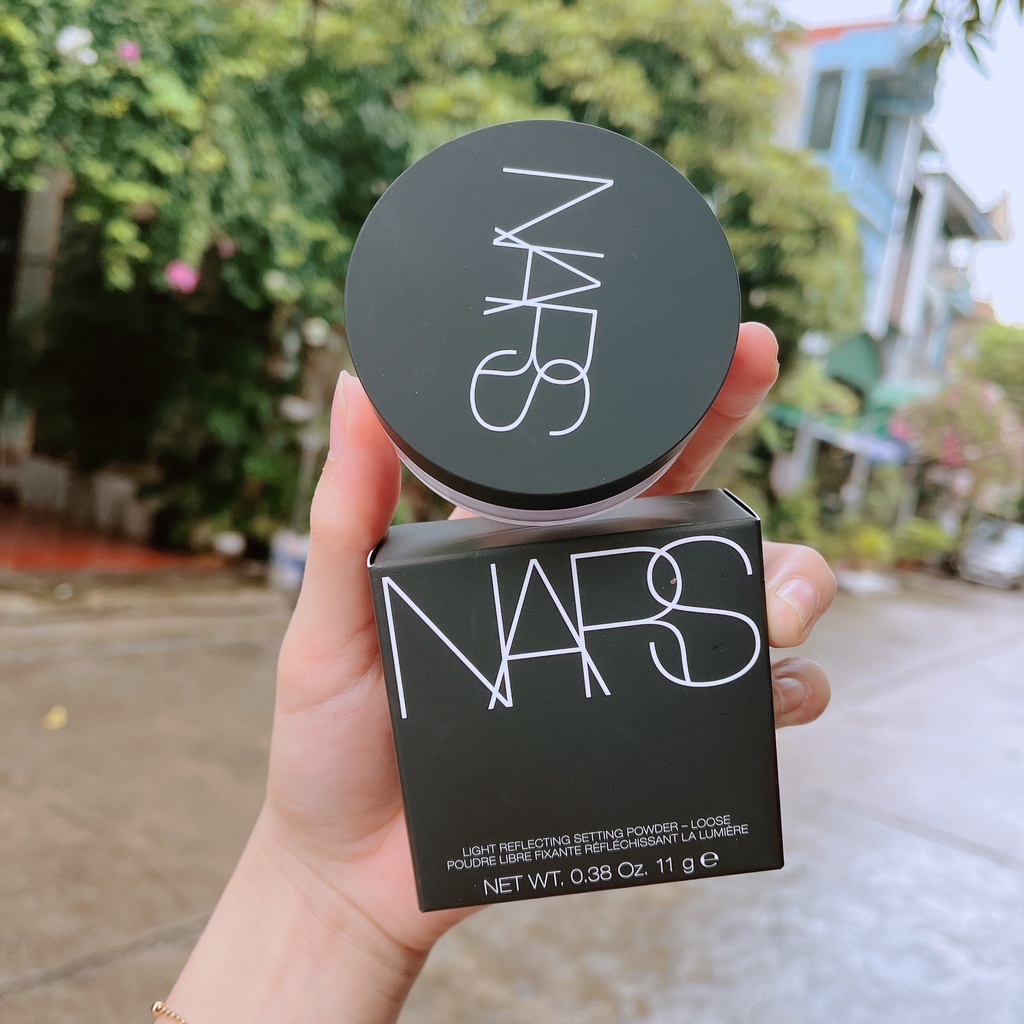 NARS
NARS
LIGHT REFLECTING SETTING POWDER – LOOSE
POUDRE LIBRE FIXANTE RÉFLÉCHISSANT LA LUMIÈRE
NET WT. 0.38 Oz. 11 g ℮